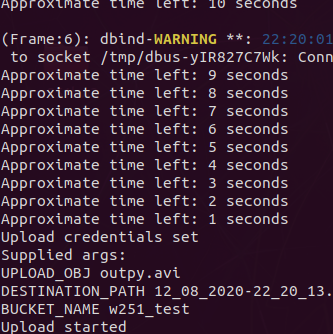 Approximate time left: 10 seconds
(Frame:6): dbind-WARNING **: 22:20:01
to socket /tmp/dbus-yIR827C7Wk: Conn
Approximate time left: 9 seconds
Approximate time left: 8 seconds
Approximate time left: 7 seconds
Approximate time left: 6 seconds
Approximate time left: 5 seconds
Approximate time left: 4 seconds
Approximate time left: 3 seconds
Approximate time left: 2 seconds
Approximate time left: 1 seconds
Upload credentials set
Supplied args:
UPLOAD_OBJ outpy.avi
DESTINATION_PATH 12_08_2020-22_20_13.
BUCKET_NAME w251_test
Upload started